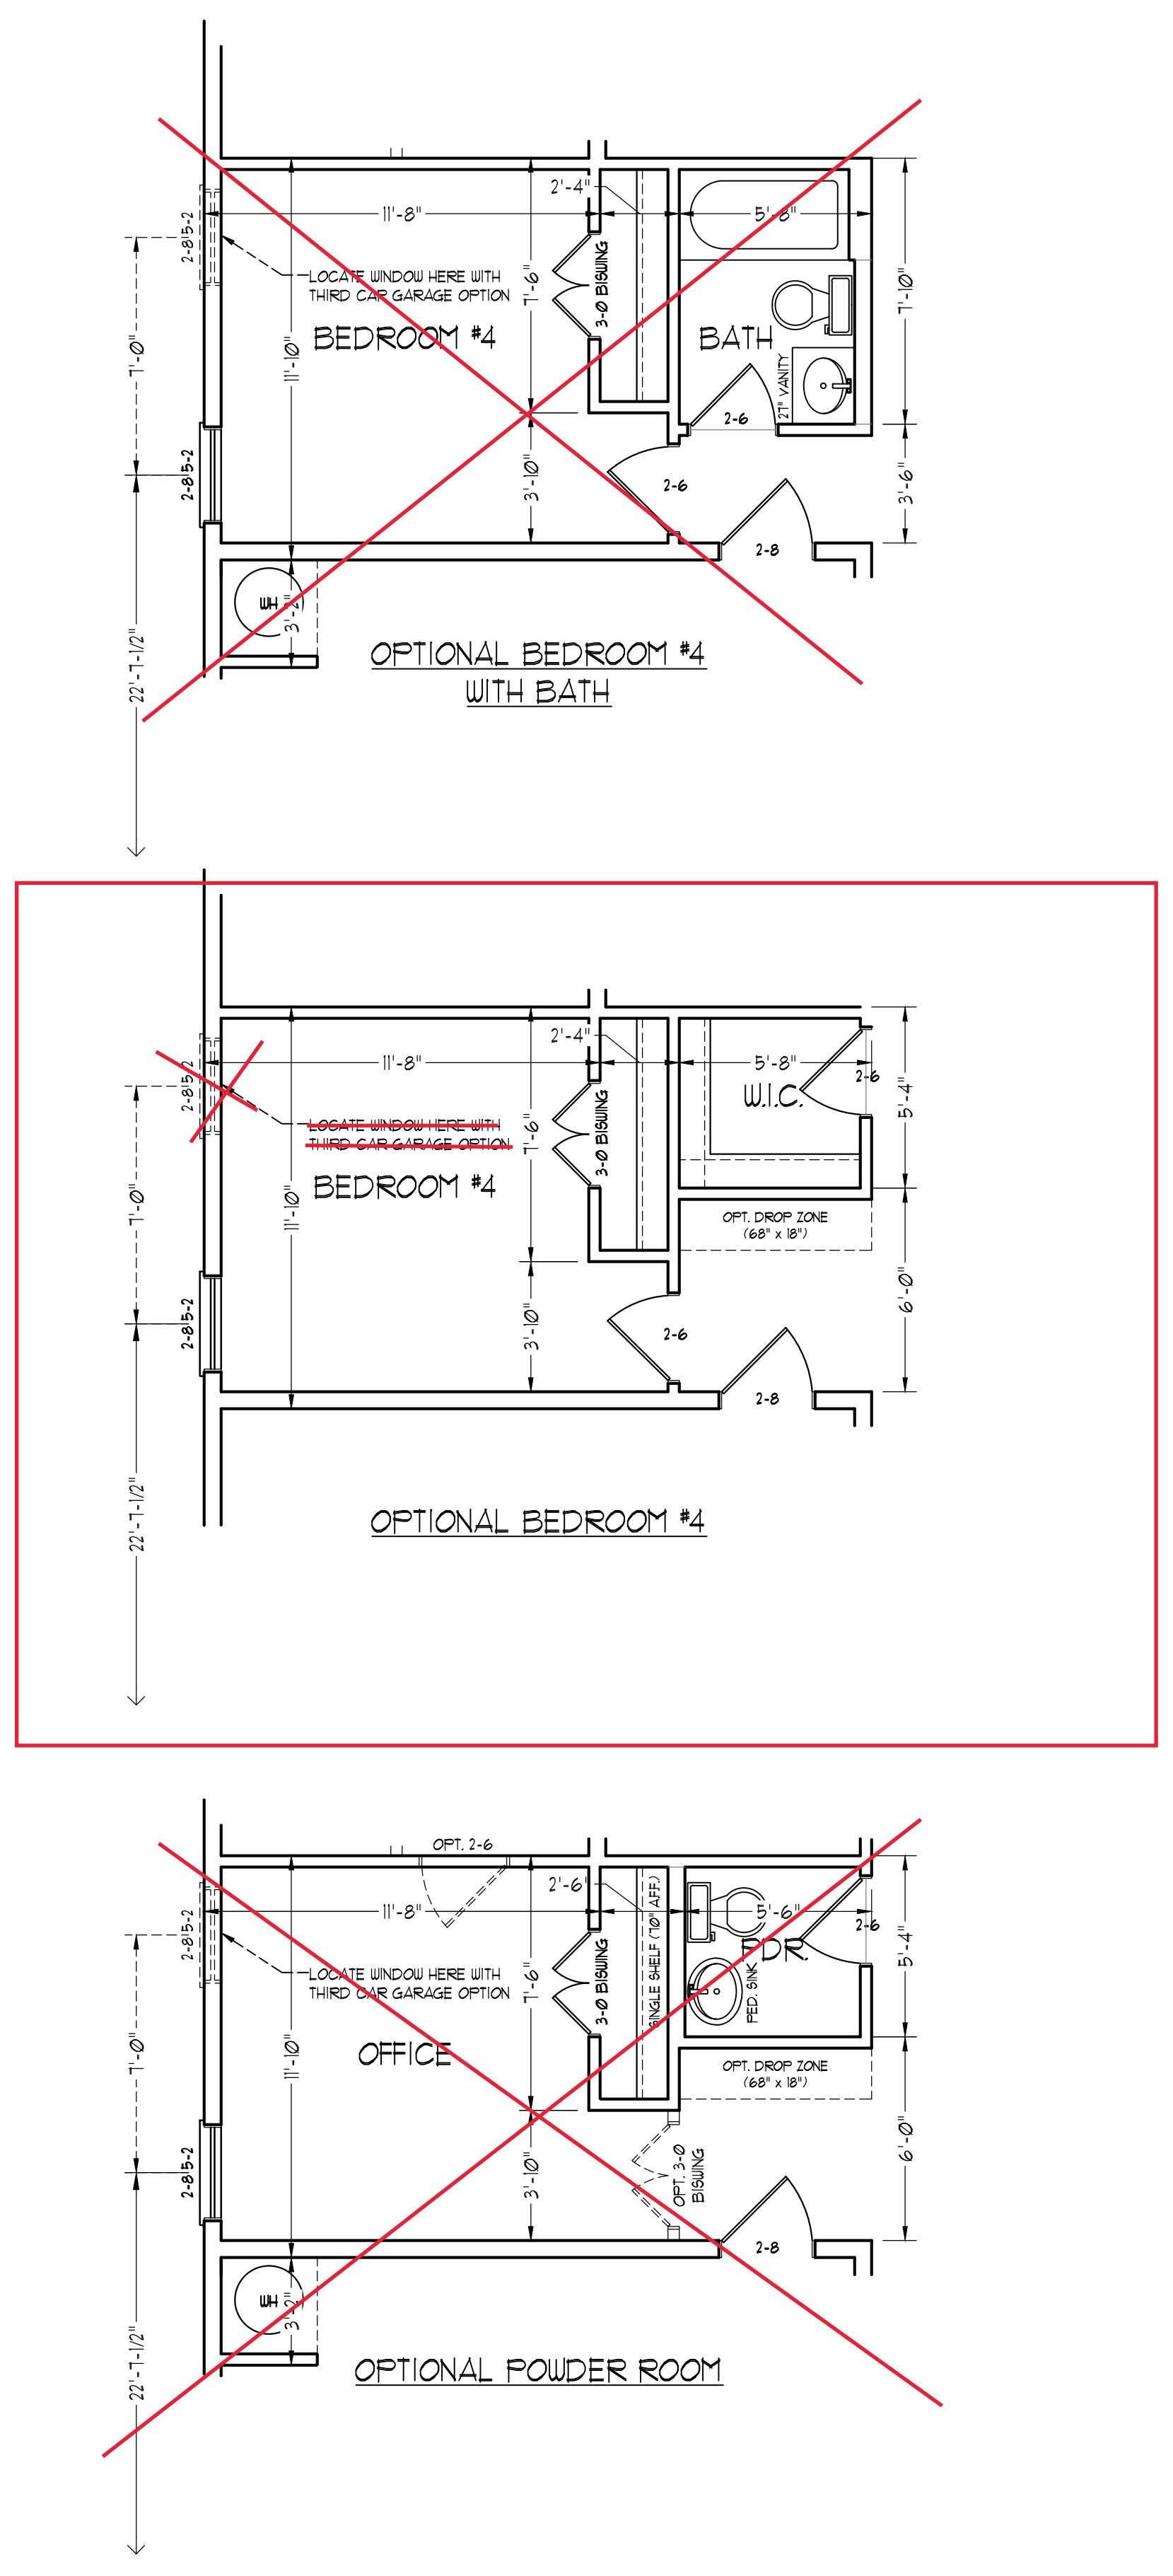 2'-4"
11'-8"
5'-8"
2-8 5-2
LOCATE WINDOW HERE WITH
THIRD CAR GARAGE OPTION
7'-6"
3-0 BISWING
7'-10"
BEDROOM #4
BATH
7'-0"
11'-10"
27" VANITY
2-6
2-8 5-2
3'-10"
2-6
3'-6"
2-8
WH
3'-2"
22'-7-1/2"
OPTIONAL BEDROOM #4
WITH BATH
2'-4"
11'-8"
5'-8"
2-6
2-8 5-2
W.I.C.
5'-4"
LOCATE WINDOW HERE WITH
THIRD CAR GARAGE OPTION
7'-6"
3-0 BISWING
BEDROOM #4
7'-0"
11'-10"
OPT. DROP ZONE
(68" x 18")
6'-0"
2-8 5-2
3'-10"
2-6
2-8
22'-7-1/2"
OPTIONAL BEDROOM #4
OPT. 2-6
2'-6"
11'-8"
5'-6"
2-6
2-8 5-2
SINGLE SHELF (70" AFF.)
PDR.
5'-4"
LOCATE WINDOW HERE WITH
THIRD CAR GARAGE OPTION
7'-6"
3-0 BISWING
PED. SINK
OFFICE
7'-0"
11'-10"
OPT. DROP ZONE
(68" x 18")
6'-0"
2-8 5-2
3'-10"
OPT. 3-0
BISWING
2-8
WH
3'-2"
22'-7-1/2"
OPTIONAL POWDER ROOM